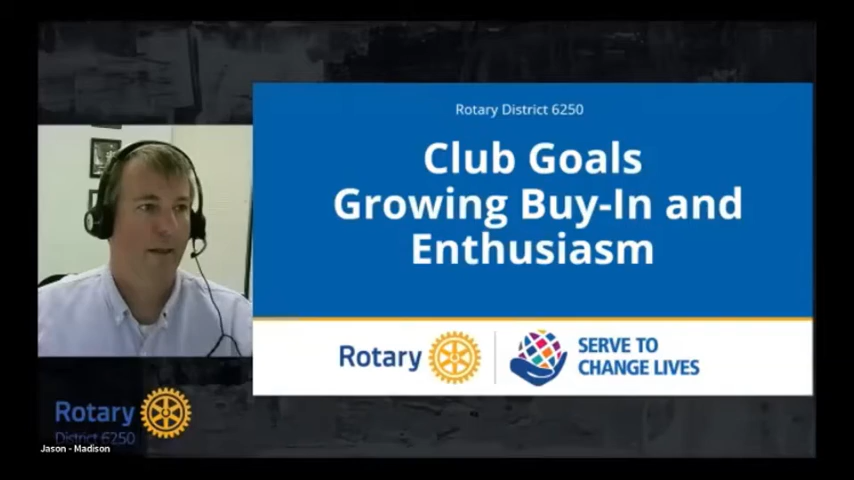 Rotary District 6250
Club Goals
Growing Buy-In and
Enthusiasm
Rotary
SERVE TO
CHANGE LIVES
Rotary
District 6250
Jason - Madison